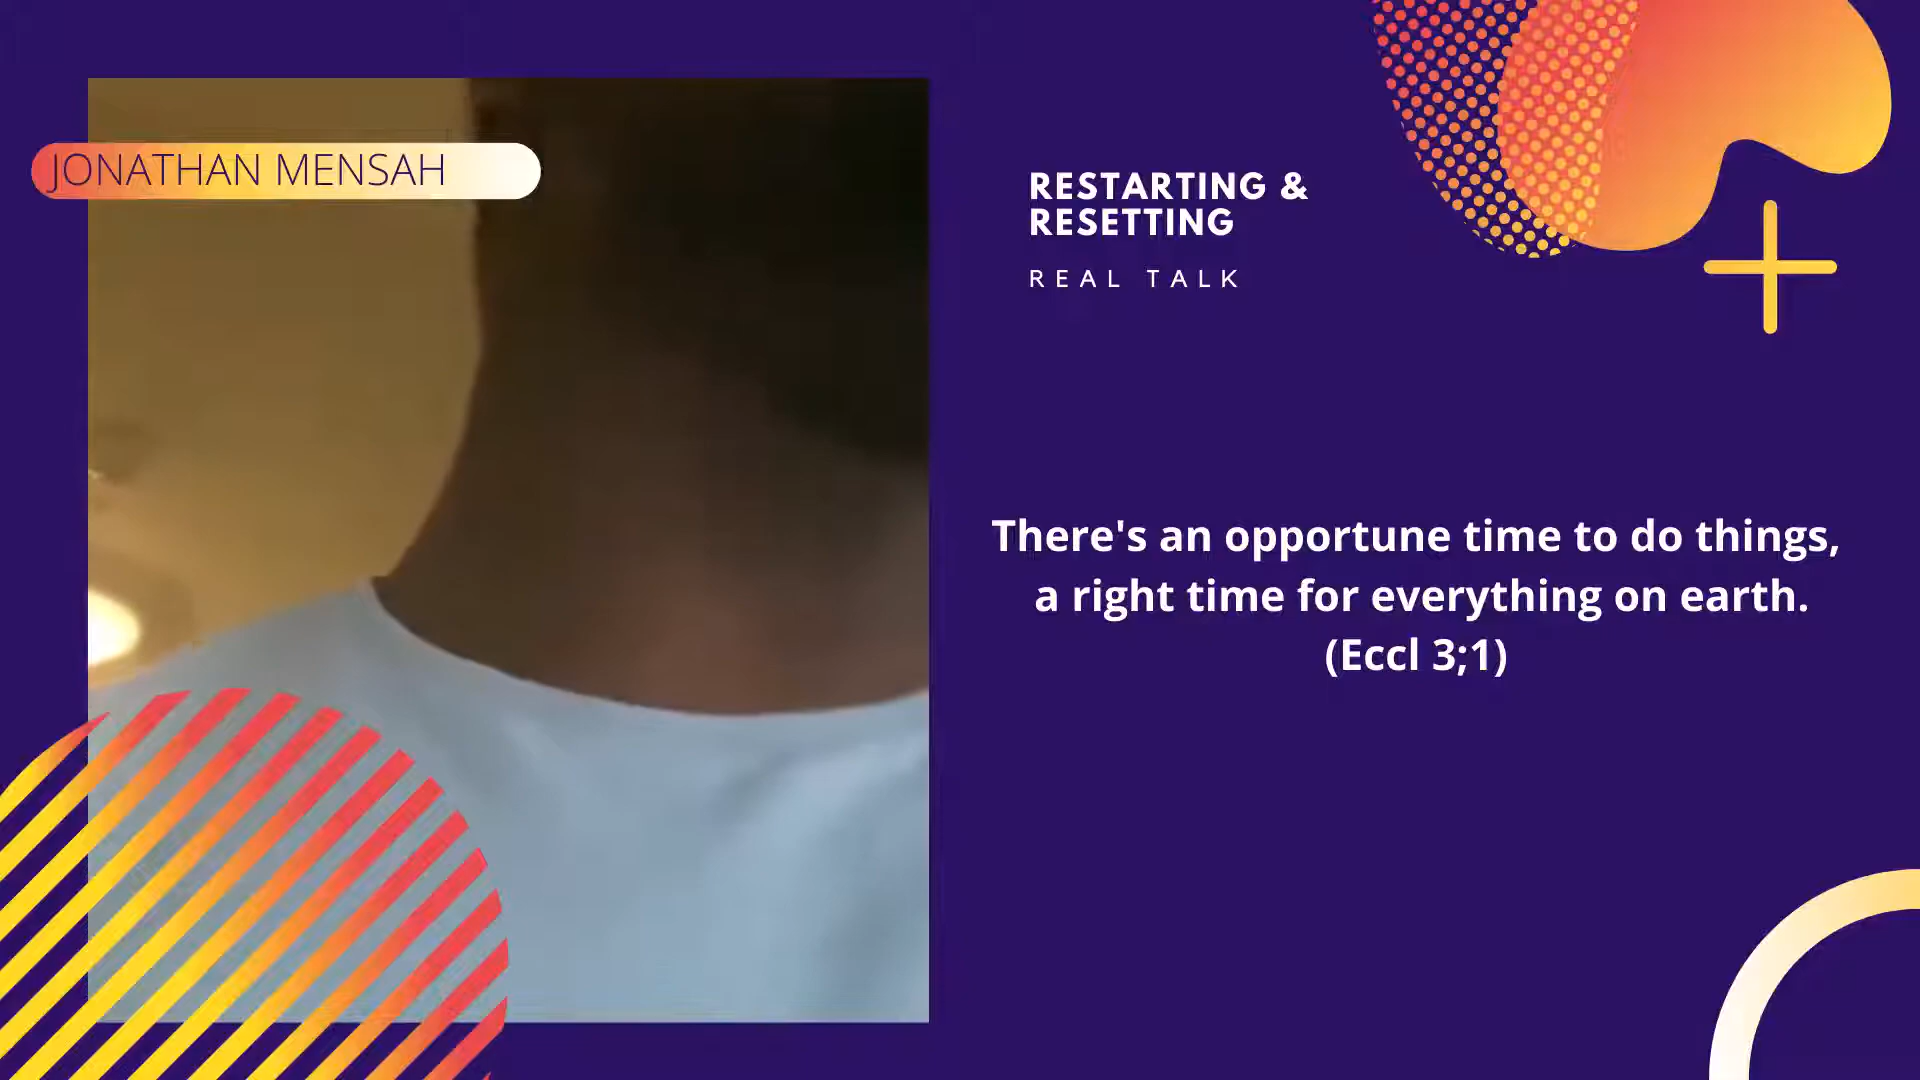 JONATHAN MENSAH
RESTARTING &
RESETTING
REAL TALK
There's an opportune time to do things,
a right time for everything on earth.
(Eccl 3;1)